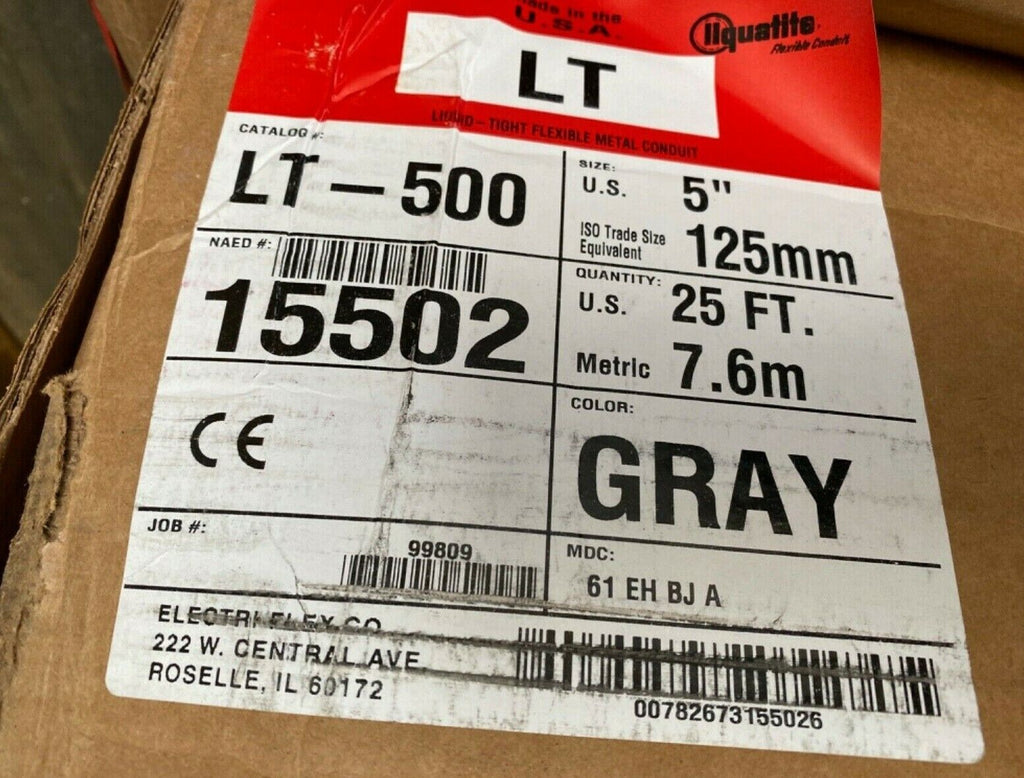 Made in the
U.S.A.
liquatite
Flexible Conduit
LT
LIQUID-TIGHT FLEXIBLE METAL CONDUIT
CATALOG #:
LT-500
SIZE:
U.S. 5"
ISO Trade Size
Equivalent 125mm
NAED #:
15502
QUANTITY:
U.S. 25 FT.
Metric 7.6m
CE
COLOR:
GRAY
JOB #:
99809
MDC:
61 EH BJ A
ELECTRI-FLEX CO.
222 W. CENTRAL AVE.
ROSELLE, IL 60172
00782673155026